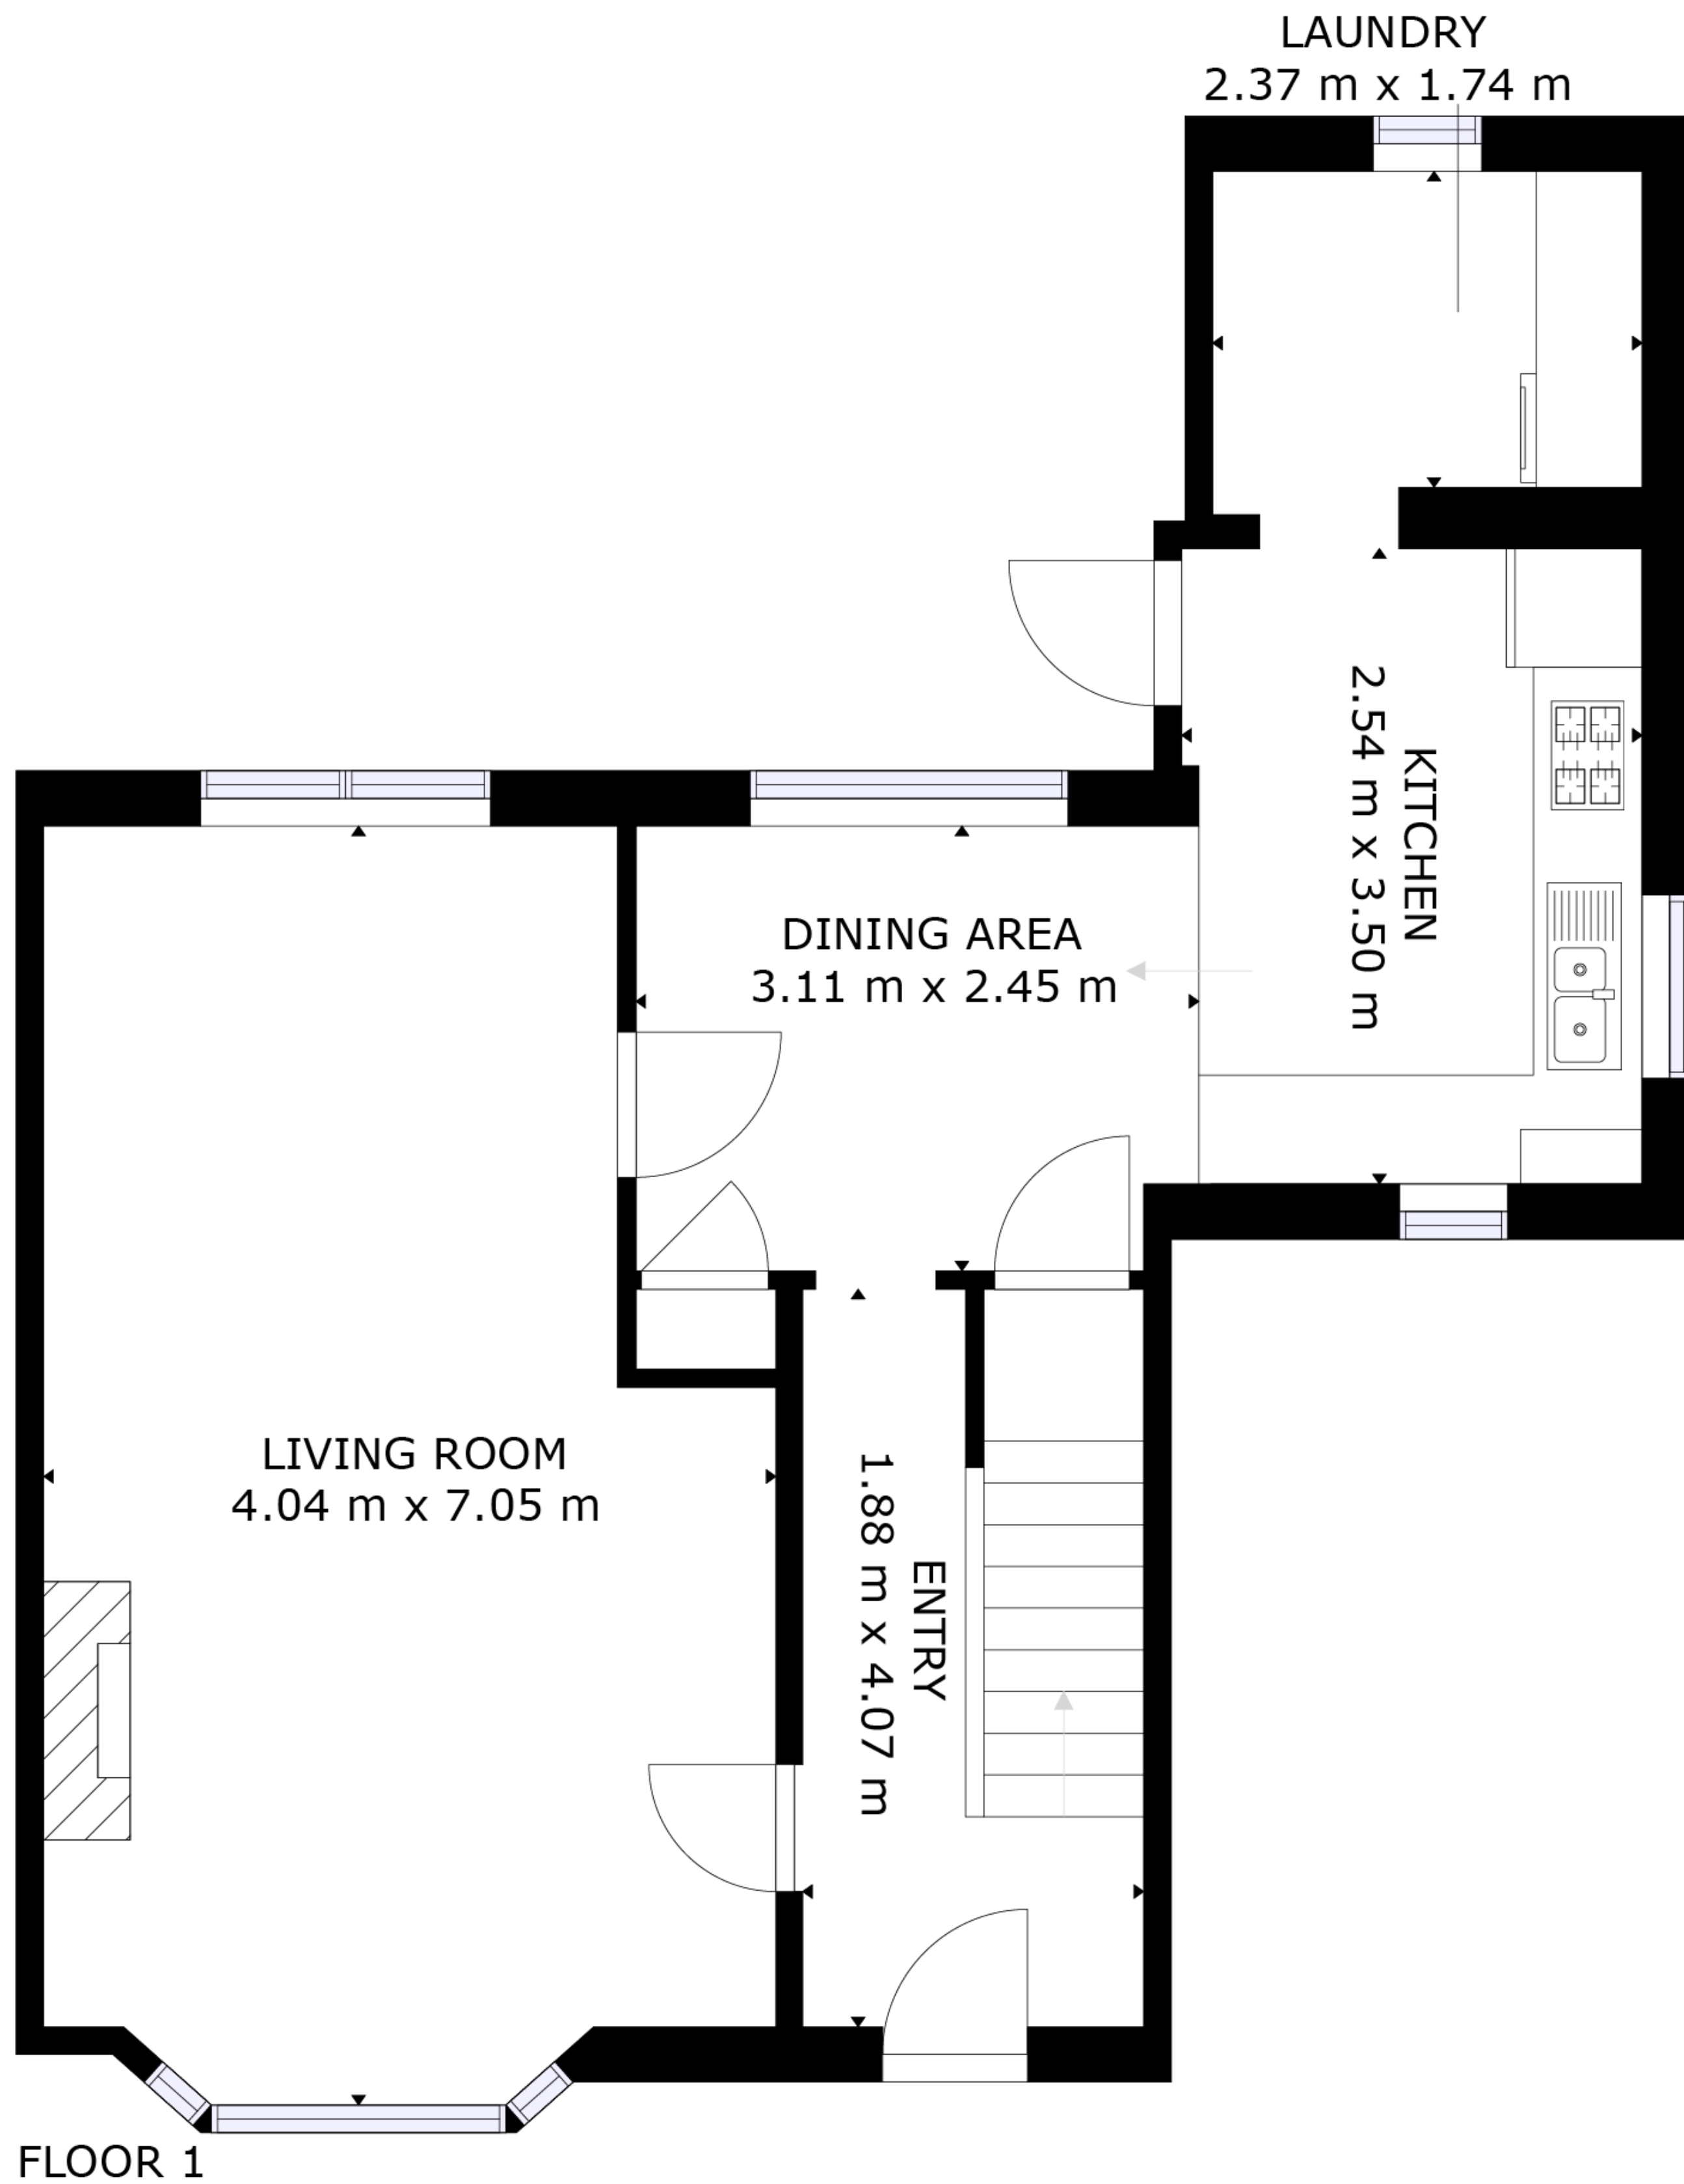 LAUNDRY
2.37 m x 1.74 m
KITCHEN
2.54 m x 3.50 m
DINING AREA
3.11 m x 2.45 m
LIVING ROOM
4.04 m x 7.05 m
ENTRY
1.88 m x 4.07 m
FLOOR 1